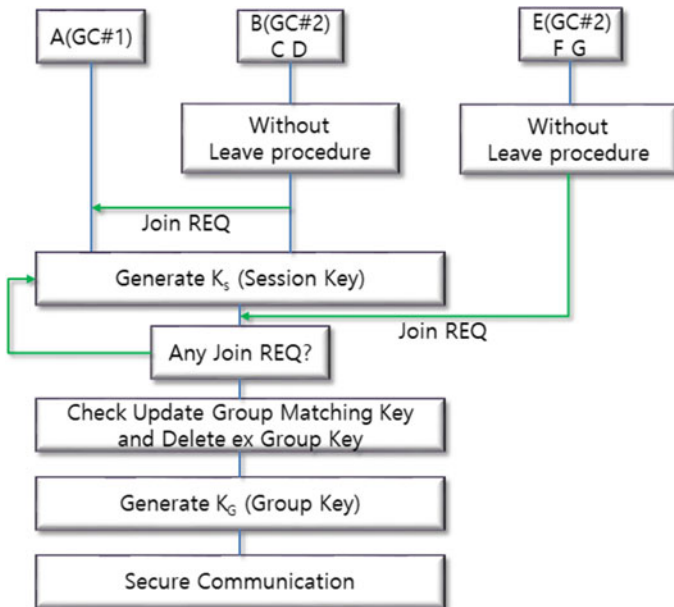 A(GC#1)
B(GC#2)
C D
E(GC#2)
F G
Without
Leave procedure
Without
Leave procedure
Join REQ
Generate Ks (Session Key)
Join REQ
Any Join REQ?
Check Update Group Matching Key
and Delete ex Group Key
Generate KG (Group Key)
Secure Communication